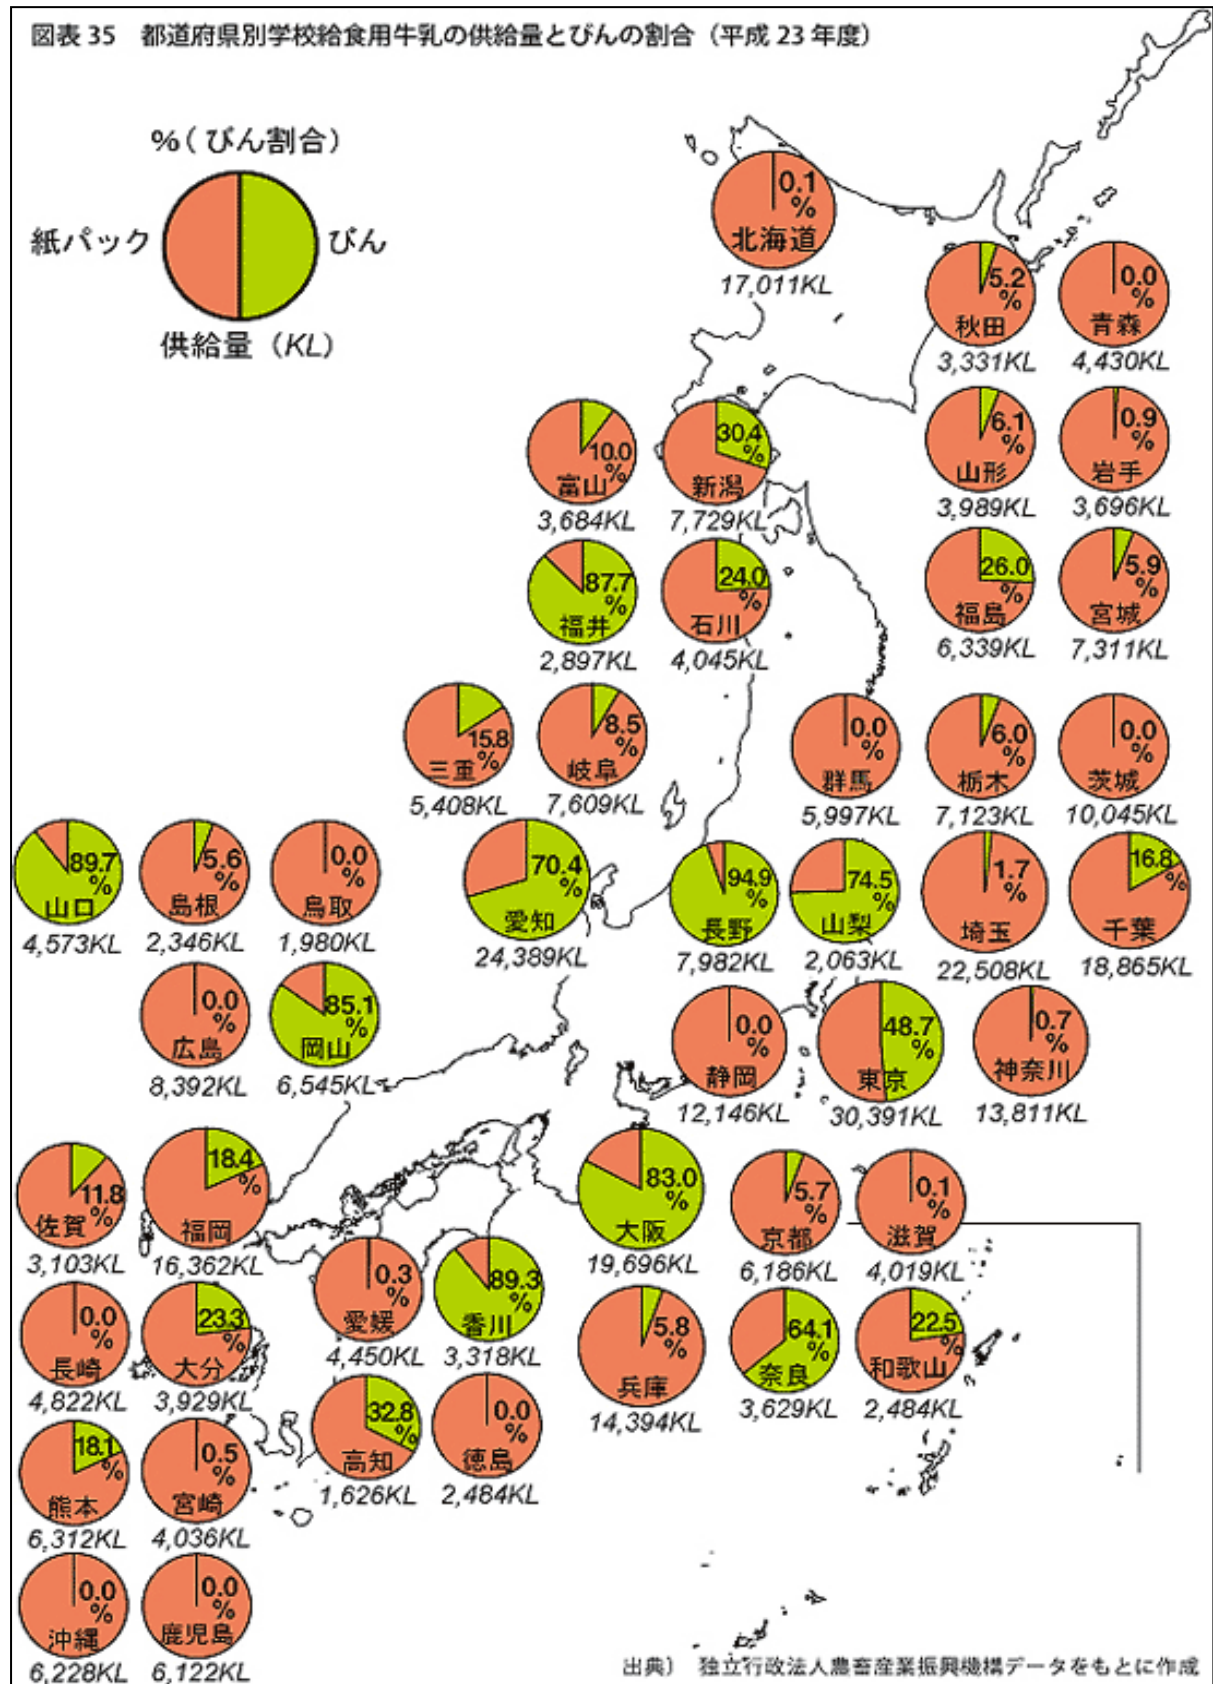 図表 35　都道府県別学校給食用牛乳の供給量とびんの割合（平成 23 年度）
%(びん割合)
紙パック
びん
供給量（KL）
0.1
%
北海道
17,011KL
5.2
%
秋田
3,331KL
0.0
%
青森
4,430KL
10.0
%
富山
3,684KL
30.4
%
新潟
7,729KL
6.1
%
山形
3,989KL
0.9
%
岩手
3,696KL
87.7
%
福井
2,897KL
24.0
%
石川
4,045KL
26.0
%
福島
6,339KL
5.9
%
宮城
7,311KL
15.8
%
三重
5,408KL
8.5
%
岐阜
7,609KL
0.0
%
群馬
5,997KL
6.0
%
栃木
7,123KL
0.0
%
茨城
10,045KL
89.7
%
山口
4,573KL
5.6
%
島根
2,346KL
0.0
%
鳥取
1,980KL
70.4
%
愛知
24,389KL
94.9
%
長野
7,982KL
74.5
%
山梨
2,063KL
1.7
%
埼玉
22,508KL
16.8
%
千葉
18,865KL
0.0
%
広島
8,392KL
85.1
%
岡山
6,545KL
0.0
%
静岡
12,146KL
48.7
%
東京
30,391KL
0.7
%
神奈川
13,811KL
11.8
%
佐賀
3,103KL
18.4
%
福岡
16,362KL
83.0
%
大阪
19,696KL
5.7
%
京都
6,186KL
0.1
%
滋賀
4,019KL
0.0
%
長崎
4,822KL
23.3
%
大分
3,929KL
0.3
%
愛媛
4,450KL
89.3
%
香川
3,318KL
5.8
%
兵庫
14,394KL
64.1
%
奈良
3,629KL
22.5
%
和歌山
2,484KL
18.1
%
熊本
6,312KL
0.5
%
宮崎
4,036KL
32.8
%
高知
1,626KL
0.0
%
徳島
2,484KL
0.0
%
沖縄
6,228KL
0.0
%
鹿児島
6,122KL
出典）　独立行政法人農畜産業振興機構データをもとに作成